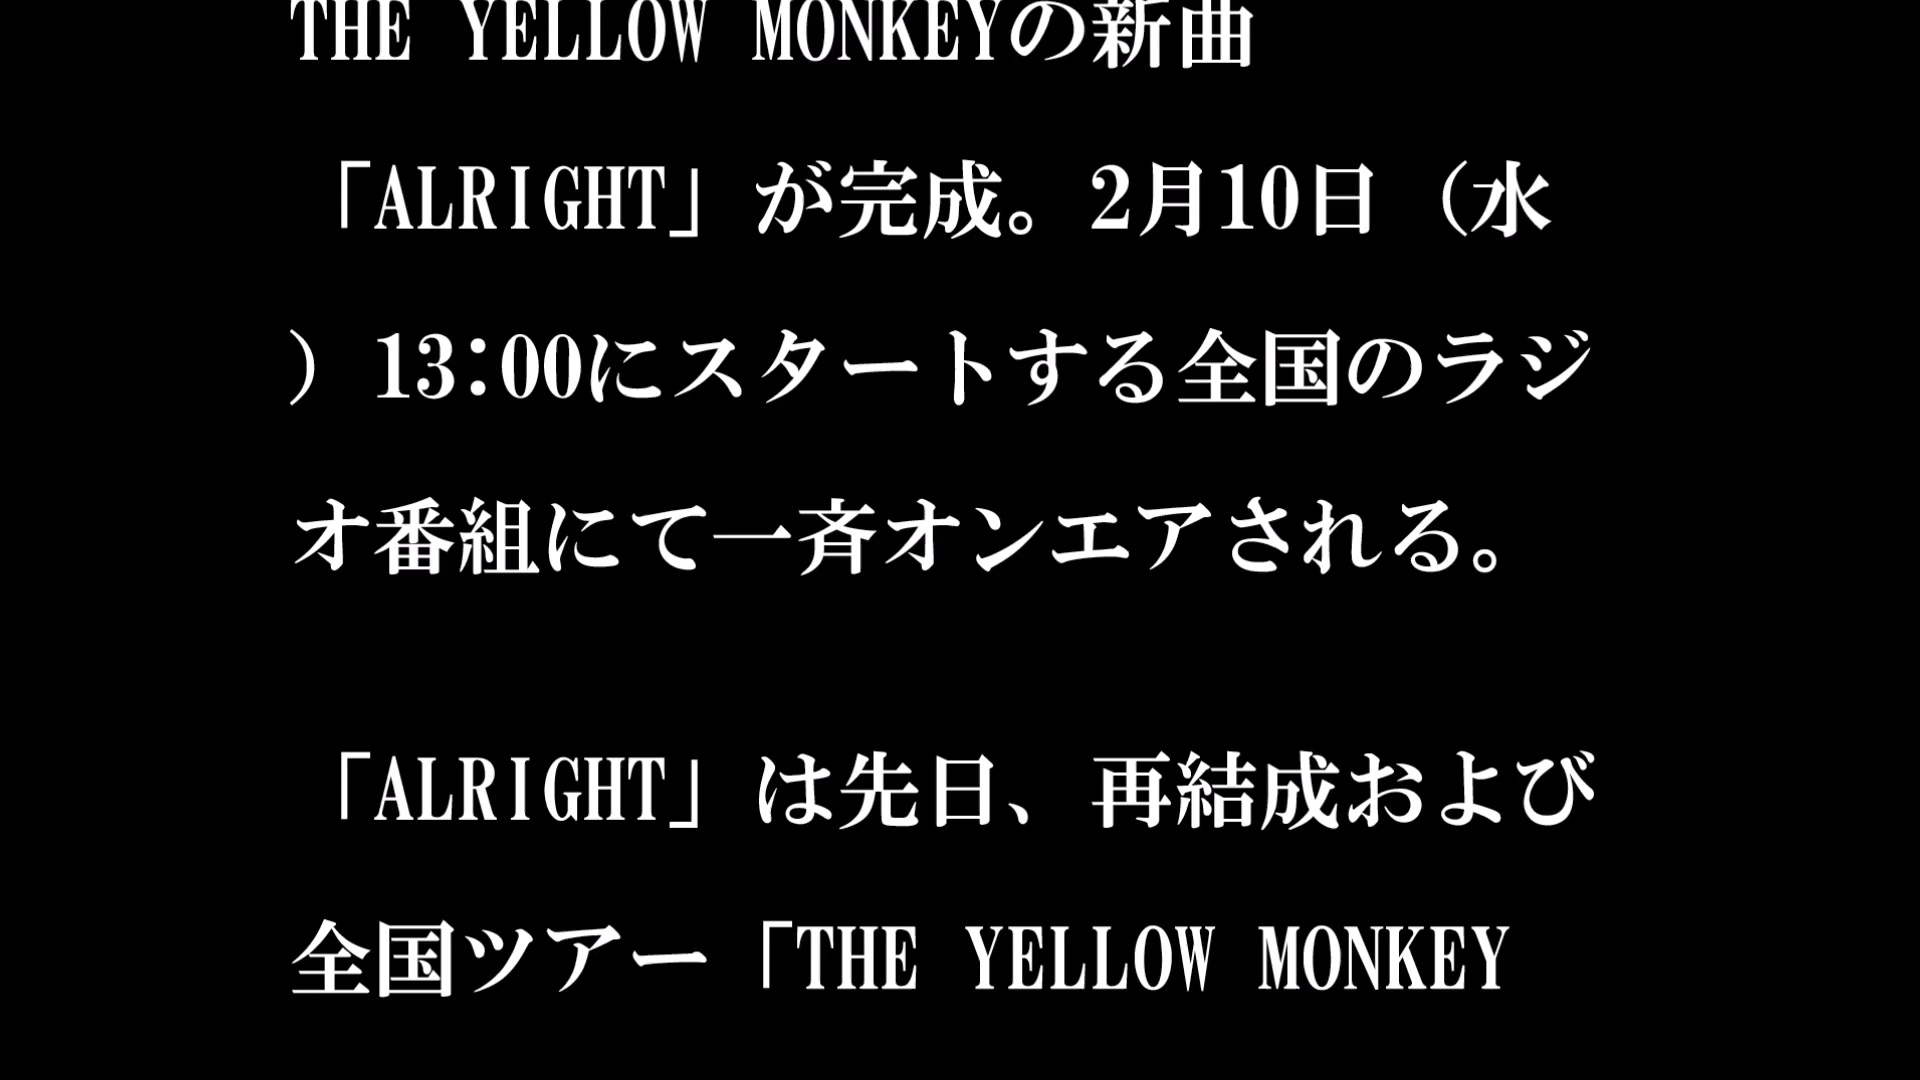 THE YELLOW MONKEYの新曲
「ALRIGHT」が完成。2月10日（水
）13:00にスタートする全国のラジ
オ番組にて一斉オンエアされる。
「ALRIGHT」は先日、再結成および
全国ツアー「THE YELLOW MONKEY